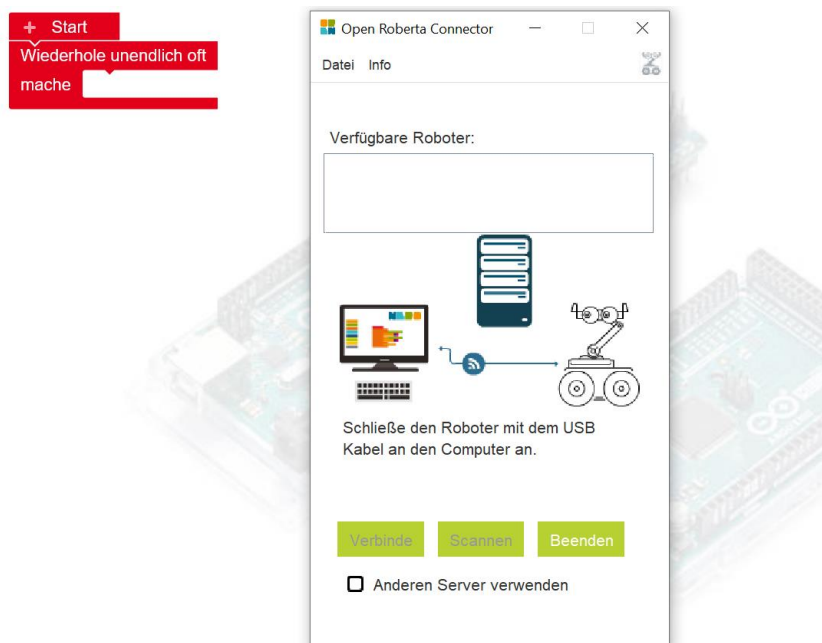 + Start
Wiederhole unendlich oft
mache
Open Roberta Connector
Datei Info
Verfügbare Roboter:
Schließe den Roboter mit dem USB
Kabel an den Computer an.
Verbinde Scannen Beenden
Anderen Server verwenden